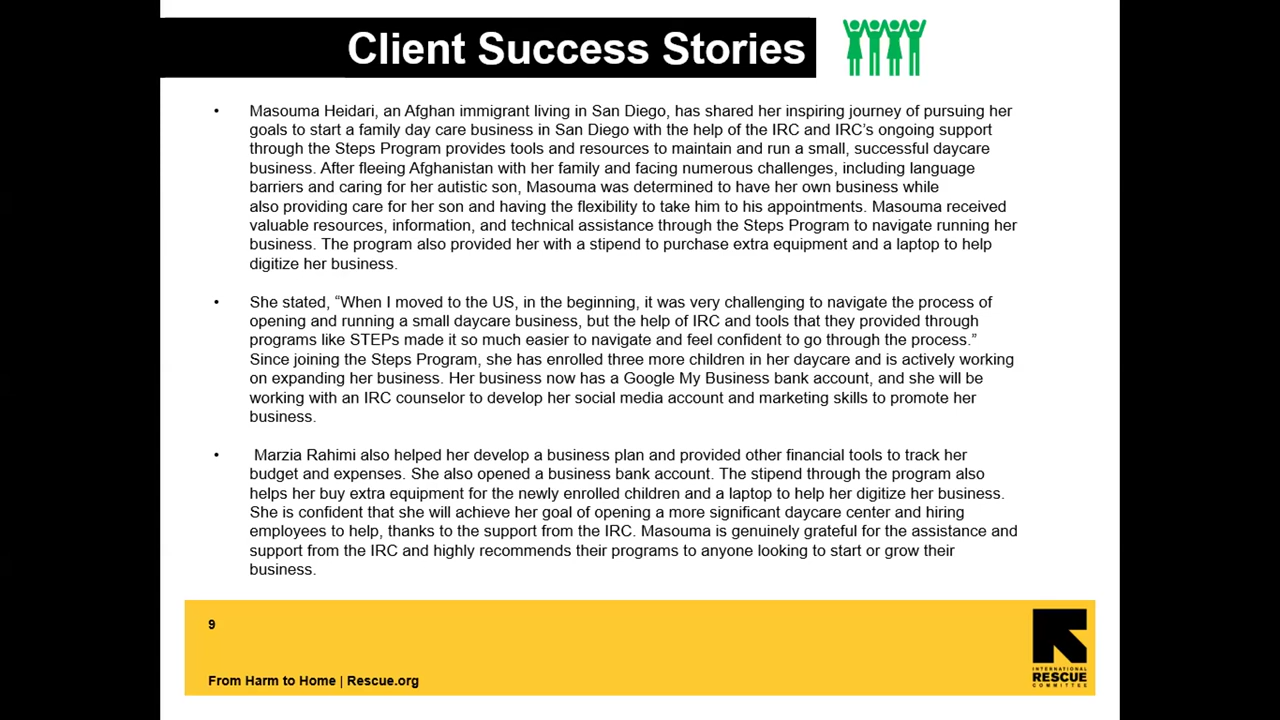 Client Success Stories
• Masouma Heidari, an Afghan immigrant living in San Diego, has shared her inspiring journey of pursuing her
goals to start a family day care business in San Diego with the help of the IRC and IRC's ongoing support
through the Steps Program provides tools and resources to maintain and run a small, successful daycare
business. After fleeing Afghanistan with her family and facing numerous challenges, including language
barriers and caring for her autistic son, Masouma was determined to have her own business while
also providing care for her son and having the flexibility to take him to his appointments. Masouma received
valuable resources, information, and technical assistance through the Steps Program to navigate running her
business. The program also provided her with a stipend to purchase extra equipment and a laptop to help
digitize her business.
• She stated, “When I moved to the US, in the beginning, it was very challenging to navigate the process of
opening and running a small daycare business, but the help of IRC and tools that they provided through
programs like STEPs made it so much easier to navigate and feel confident to go through the process.”
Since joining the Steps Program, she has enrolled three more children in her daycare and is actively working
on expanding her business. Her business now has a Google My Business bank account, and she will be
working with an IRC counselor to develop her social media account and marketing skills to promote her
business.
• Marzia Rahimi also helped her develop a business plan and provided other financial tools to track her
budget and expenses. She also opened a business bank account. The stipend through the program also
helps her buy extra equipment for the newly enrolled children and a laptop to help her digitize her business.
She is confident that she will achieve her goal of opening a more significant daycare center and hiring
employees to help, thanks to the support from the IRC. Masouma is genuinely grateful for the assistance and
support from the IRC and highly recommends their programs to anyone looking to start or grow their
business.
9
From Harm to Home | Rescue.org
INTERNATIONAL
RESCUE
COMMITTEE